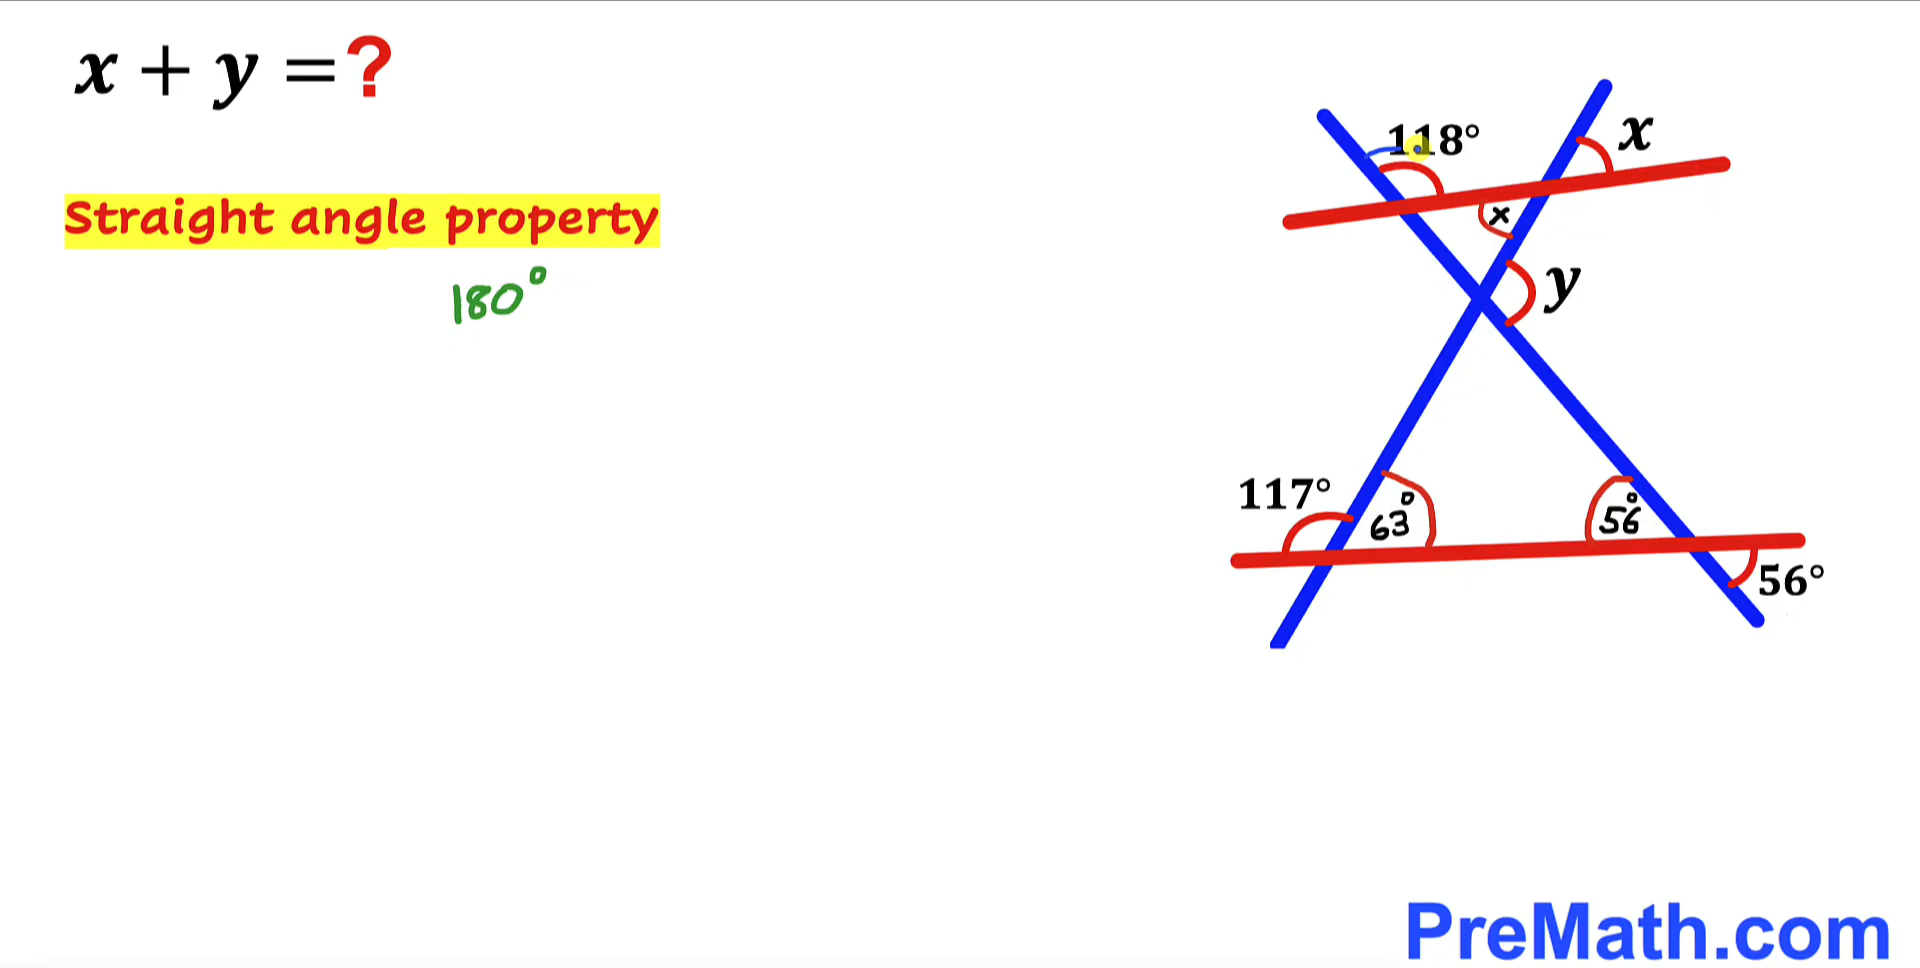 x + y = ?
Straight angle property
180°
118°
x
x
y
117°
63°
56°
56°
PreMath.com